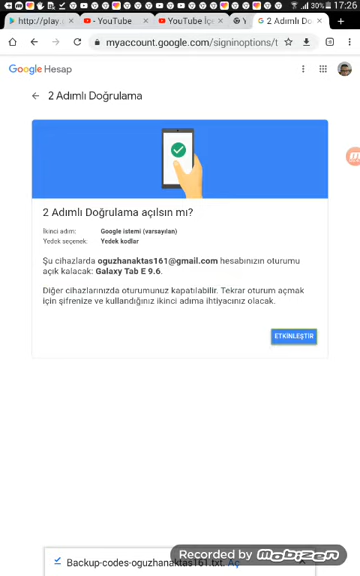 30% 17:26
http://play.g
- YouTube
YouTube İçe
G 2 Adımlı Do
myaccount.google.com/signinoptions/t
Google Hesap
2 Adımlı Doğrulama
2 Adımlı Doğrulama açılsın mı?
İkinci adım: Google istemi (varsayılan)
Yedek seçenek: Yedek kodlar
Şu cihazlarda oguzhanaktas161@gmail.com hesabınızın oturumu
açık kalacak: Galaxy Tab E 9.6.
Diğer cihazlarınızda oturumunuz kapatılabilir. Tekrar oturum açmak
için şifrenize ve kullandığınız ikinci adıma ihtiyacınız olacak.
ETKİNLEŞTİR
Recorded by mobizen
Backup-codes-oguzhanaktas161.txt. Aç